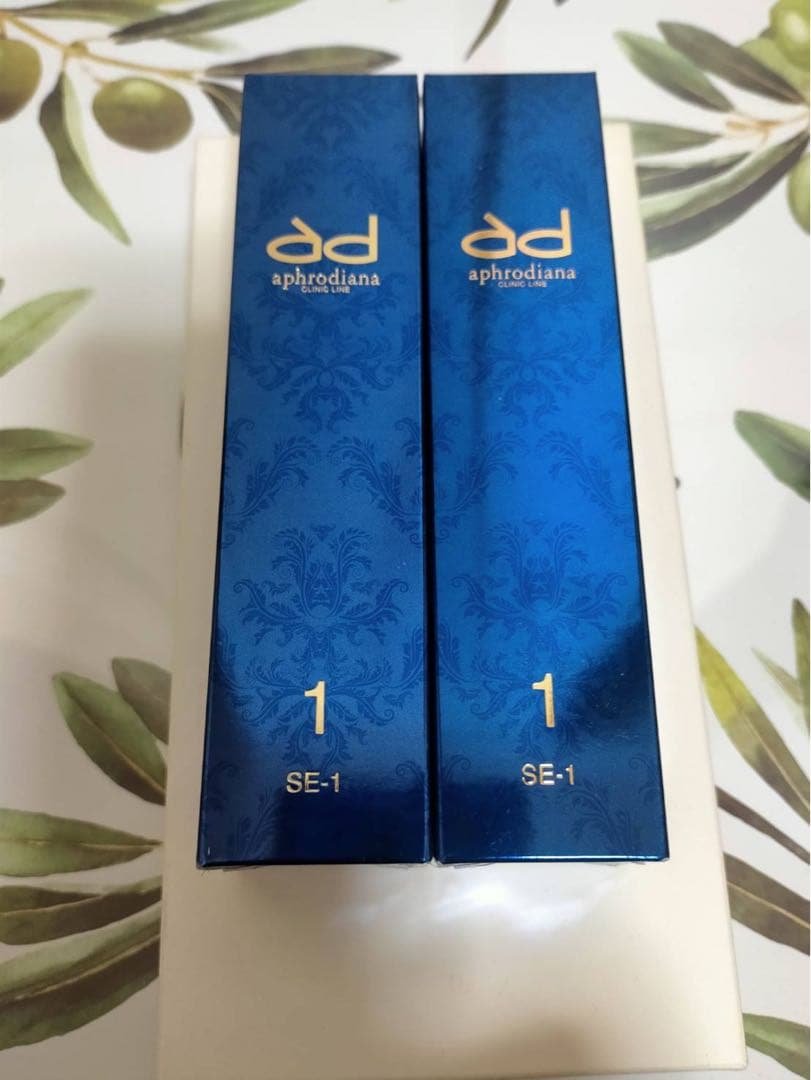 ad
aphrodiana
CLINIC LINE
1
SE-1
ad
aphrodiana
CLINIC LINE
1
SE-1